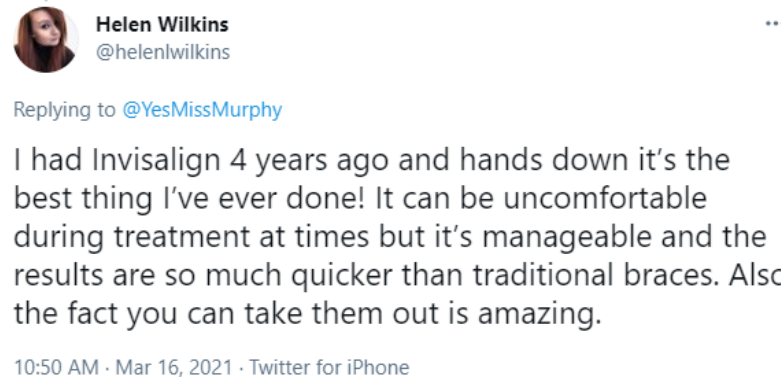 Helen Wilkins
@helenlwilkins
Replying to @YesMissMurphy
I had Invisalign 4 years ago and hands down it’s the
best thing I’ve ever done! It can be uncomfortable
during treatment at times but it’s manageable and the
results are so much quicker than traditional braces. Also
the fact you can take them out is amazing.
10:50 AM · Mar 16, 2021 · Twitter for iPhone